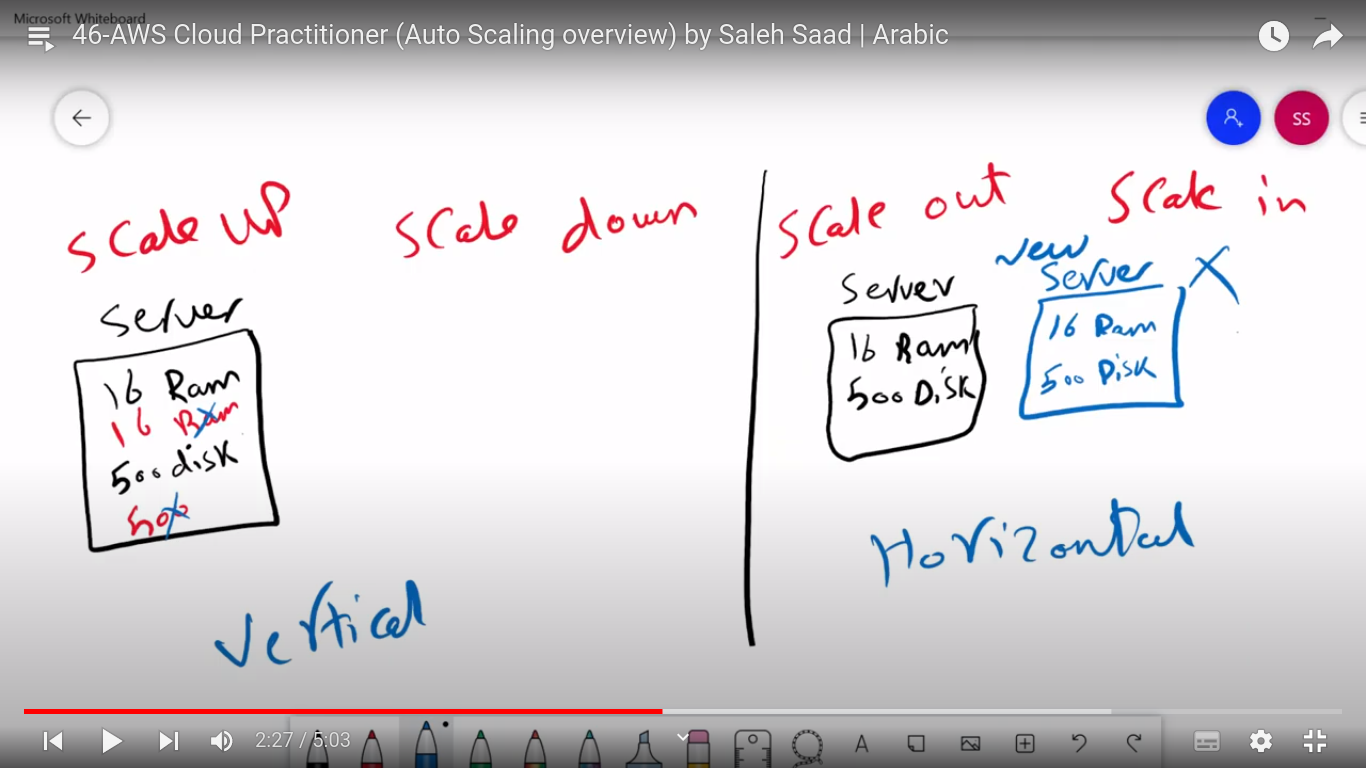 Microsoft Whiteboard
46-AWS Cloud Practitioner (Auto Scaling overview) by Saleh Saad | Arabic
SS
Scale UP
Scale down
Server
16 Ram
16 Ram
500 disk
500
Vertical
Scale out
Scale in
Server
16 Ram
500 Disk
New
Server
X
16 Ram
500 Disk
Horizontal
2:27 / 5:03
A